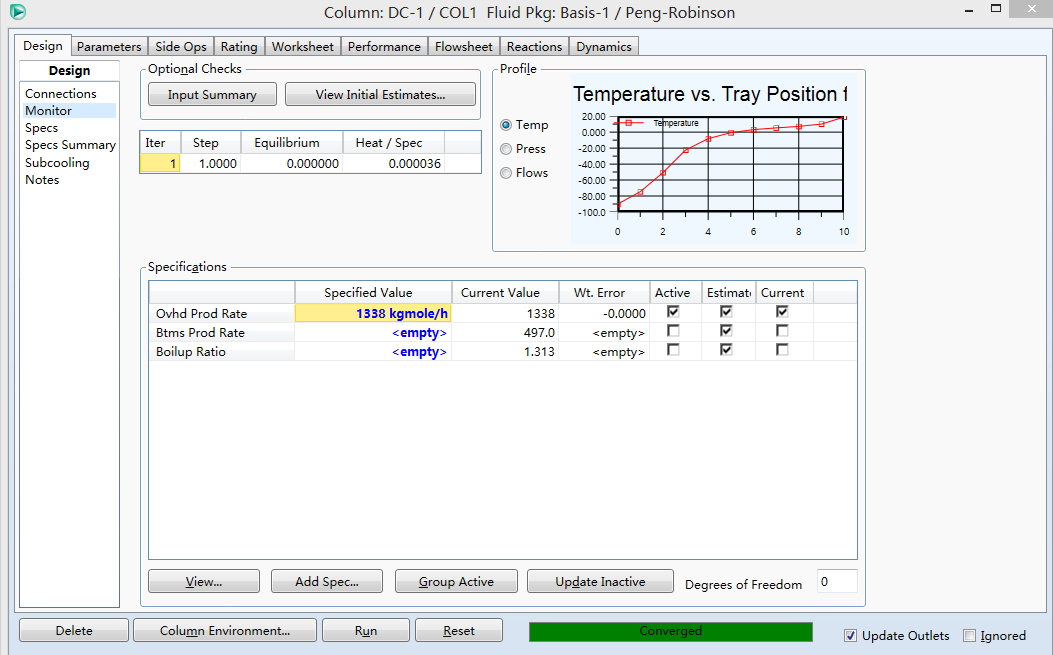 Column: DC-1 / COL1  Fluid Pkg: Basis-1 / Peng-Robinson
Design Parameters Side Ops Rating Worksheet Performance Flowsheet Reactions Dynamics
Design
Connections
Monitor
Specs
Specs Summary
Subcooling
Notes
Optional Checks
Input Summary View Initial Estimates...
Iter Step Equilibrium Heat / Spec
1 1.0000 0.000000 0.000036
Profile
Temp
Press
Flows
Temperature vs. Tray Position f
Temperature
20.00
0.000
-20.00
-40.00
-60.00
-80.00
-100.0
0 2 4 6 8 10
Specifications
Specified Value Current Value Wt. Error Active Estimate Current
Ovhd Prod Rate 1338 kgmole/h 1338 -0.0000
Btms Prod Rate <empty> 497.0 <empty>
Boilup Ratio <empty> 1.313 <empty>
View... Add Spec... Group Active Update Inactive Degrees of Freedom 0
Delete Column Environment... Run Reset Converged Update Outlets Ignored